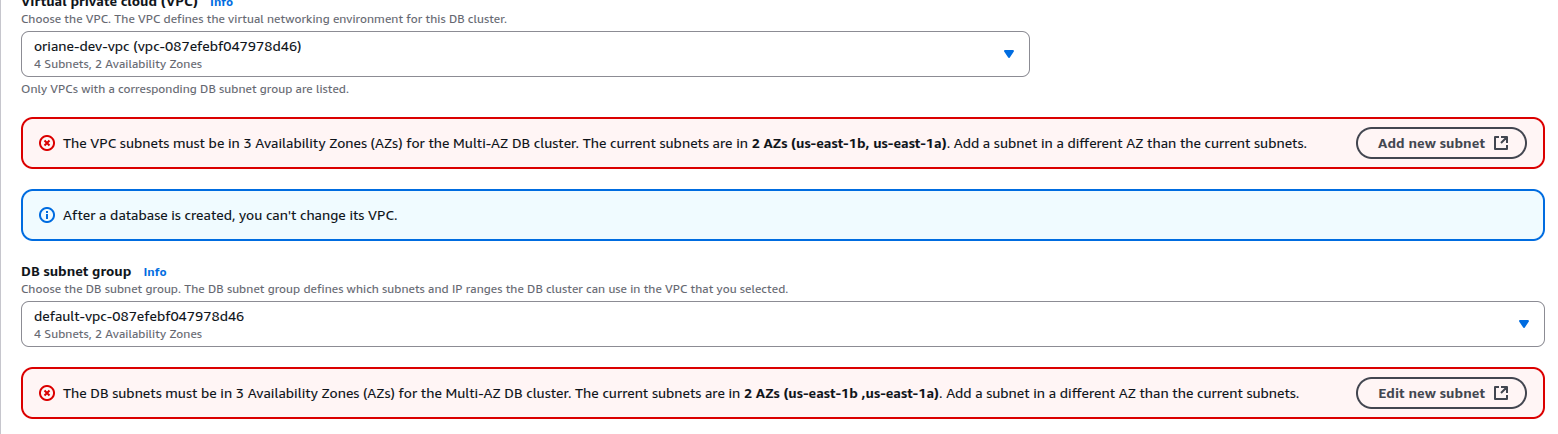 Virtual private cloud (VPC) Info
Choose the VPC. The VPC defines the virtual networking environment for this DB cluster.
oriane-dev-vpc (vpc-087efebf047978d46)
4 Subnets, 2 Availability Zones
Only VPCs with a corresponding DB subnet group are listed.
The VPC subnets must be in 3 Availability Zones (AZs) for the Multi-AZ DB cluster. The current subnets are in 2 AZs (us-east-1b, us-east-1a). Add a subnet in a different AZ than the current subnets. Add new subnet
After a database is created, you can't change its VPC.
DB subnet group Info
Choose the DB subnet group. The DB subnet group defines which subnets and IP ranges the DB cluster can use in the VPC that you selected.
default-vpc-087efebf047978d46
4 Subnets, 2 Availability Zones
The DB subnets must be in 3 Availability Zones (AZs) for the Multi-AZ DB cluster. The current subnets are in 2 AZs (us-east-1b ,us-east-1a). Add a subnet in a different AZ than the current subnets. Edit new subnet